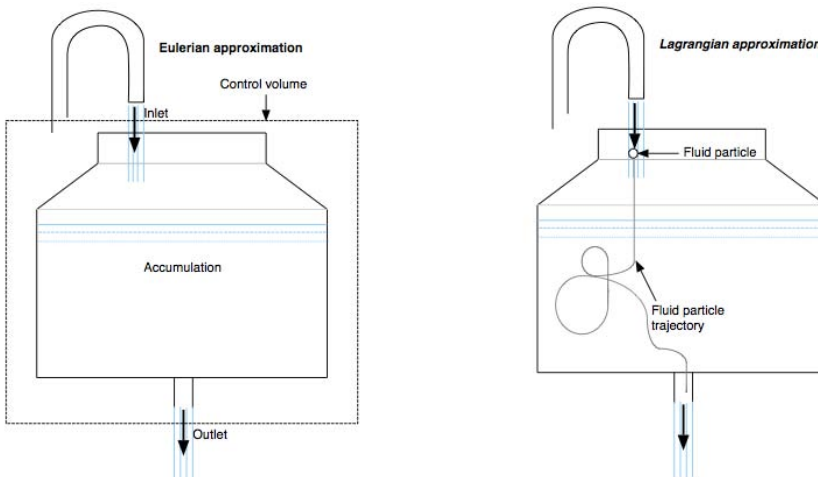 Eulerian approximation
Control volume
Inlet
Accumulation
Outlet
Lagrangian approximation
Fluid particle
Fluid particle
trajectory